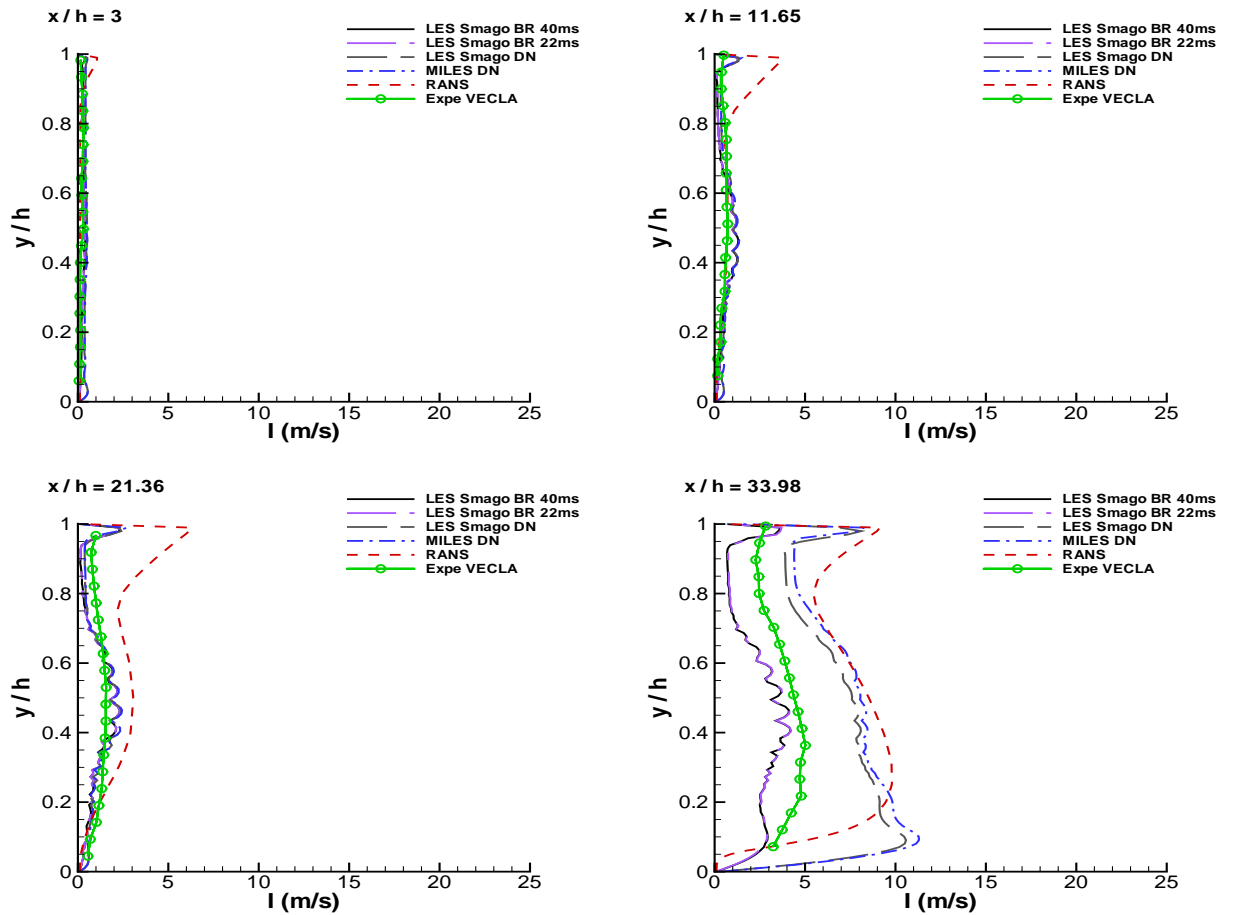 x / h = 3
LES Smago BR 40ms
LES Smago BR 22ms
LES Smago DN
MILES DN
RANS
Expe VECLA
y / h
1
0.8
0.6
0.4
0.2
0
0 5 10 15 20 25
I (m/s)
x / h = 11.65
LES Smago BR 40ms
LES Smago BR 22ms
LES Smago DN
MILES DN
RANS
Expe VECLA
y / h
1
0.8
0.6
0.4
0.2
0
0 5 10 15 20 25
I (m/s)
x / h = 21.36
LES Smago BR 40ms
LES Smago BR 22ms
LES Smago DN
MILES DN
RANS
Expe VECLA
y / h
1
0.8
0.6
0.4
0.2
0
0 5 10 15 20 25
I (m/s)
x / h = 33.98
LES Smago BR 40ms
LES Smago BR 22ms
LES Smago DN
MILES DN
RANS
Expe VECLA
y / h
1
0.8
0.6
0.4
0.2
0
0 5 10 15 20 25
I (m/s)